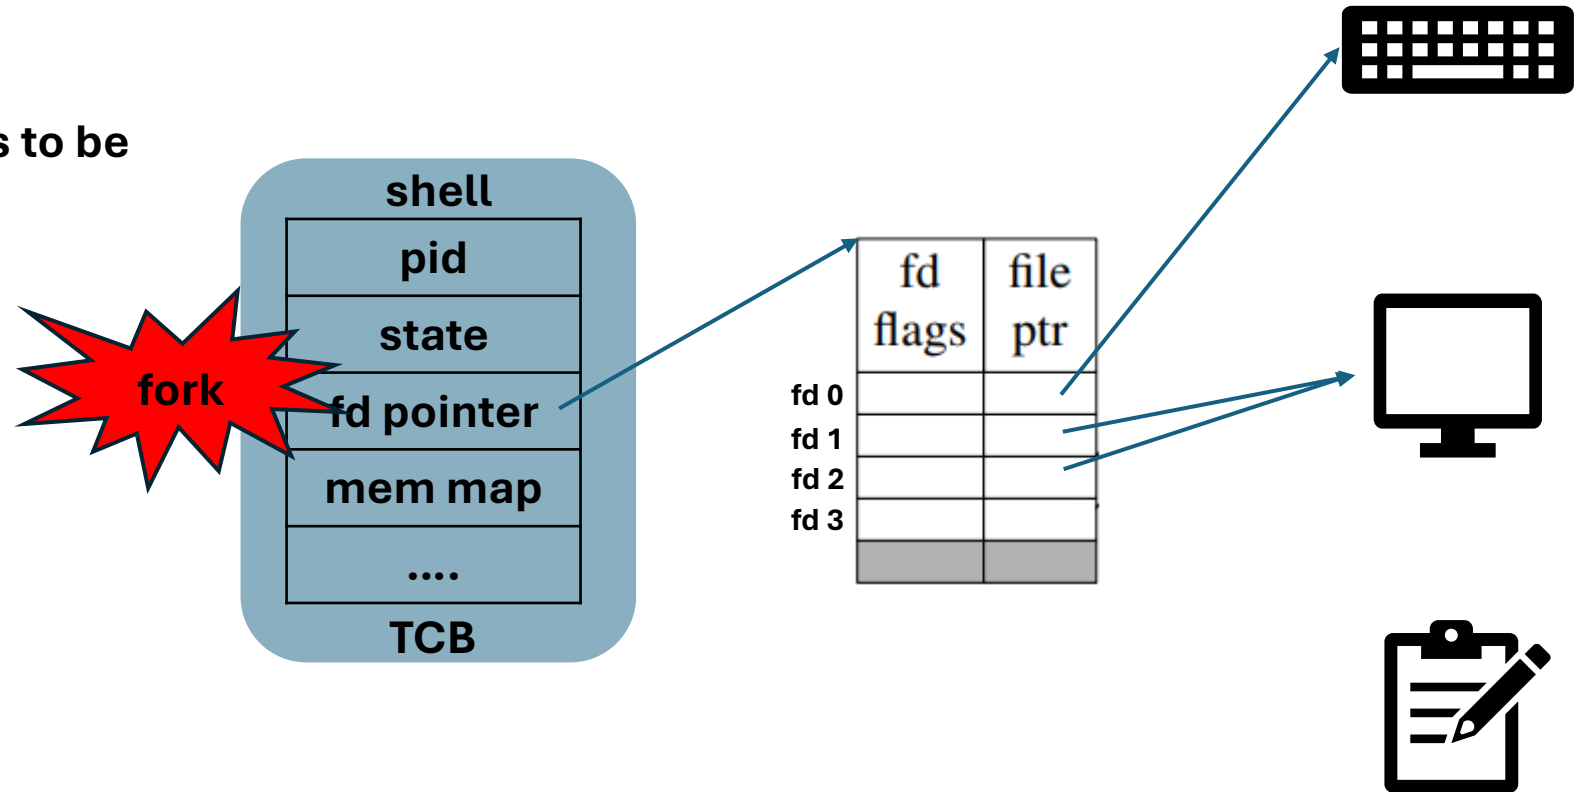 s to be
shell
pid
state
fork
fd pointer
mem map
....
TCB
fd
flags
file
ptr
fd 0
fd 1
fd 2
fd 3